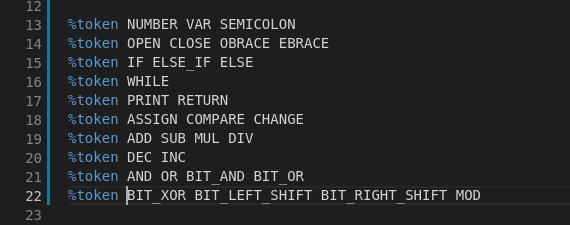 12
13 %token NUMBER VAR SEMICOLON
14 %token OPEN CLOSE OBRACE EBRACE
15 %token IF ELSE_IF ELSE
16 %token WHILE
17 %token PRINT RETURN
18 %token ASSIGN COMPARE CHANGE
19 %token ADD SUB MUL DIV
20 %token DEC INC
21 %token AND OR BIT_AND BIT_OR
22 %token BIT_XOR BIT_LEFT_SHIFT BIT_RIGHT_SHIFT MOD
23